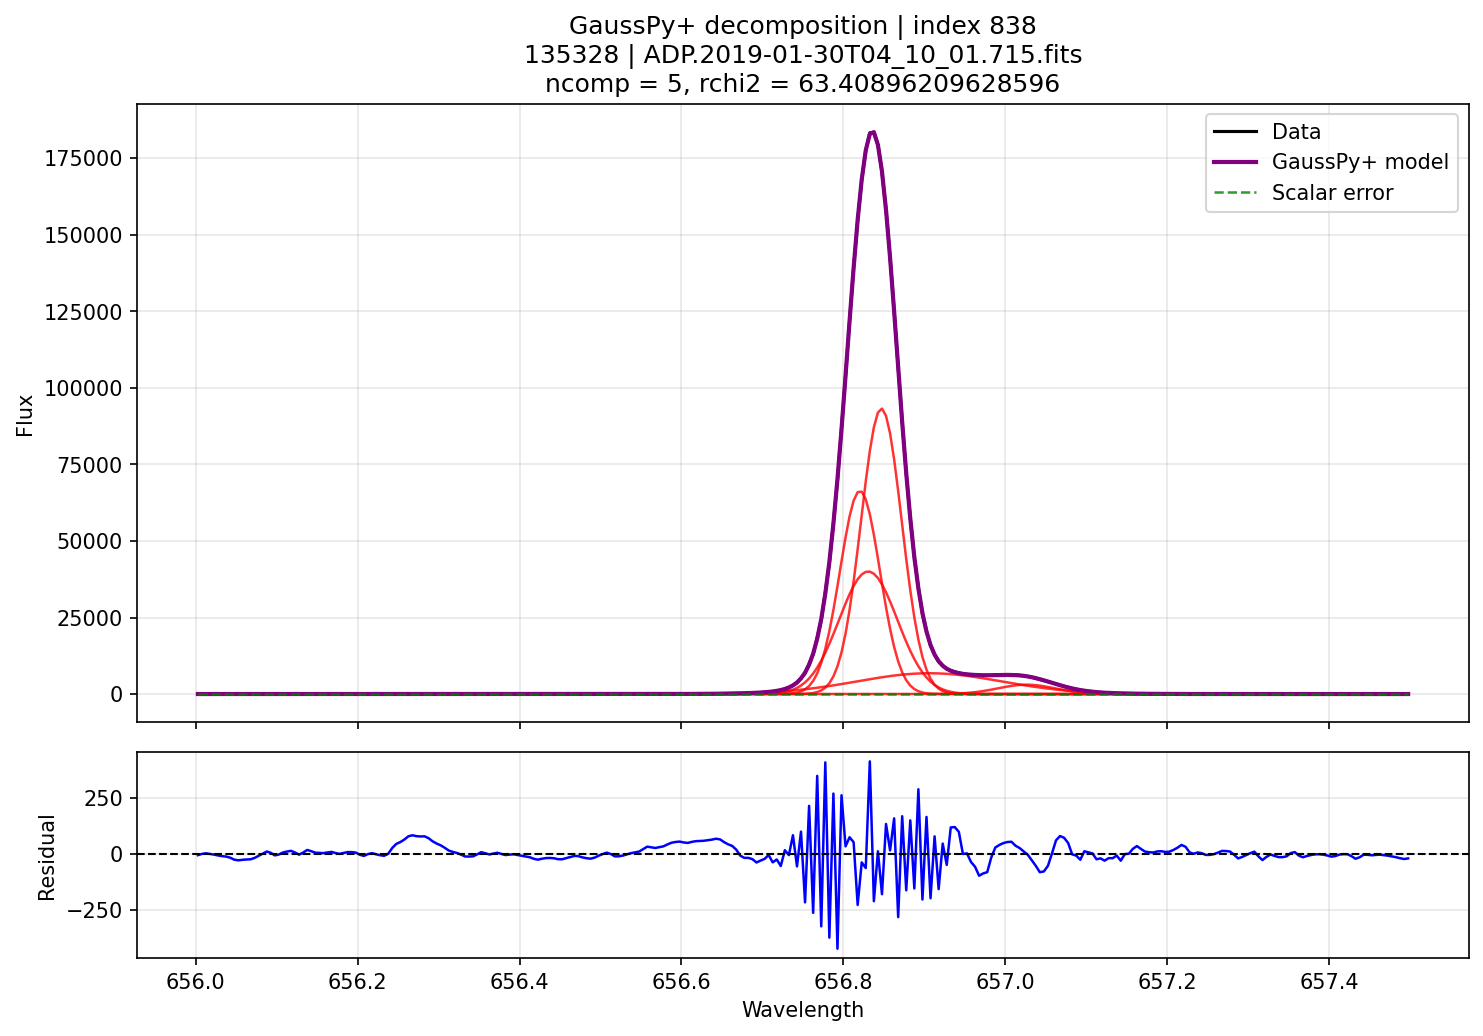 GaussPy+ decomposition | index 838
135328 | ADP.2019-01-30T04_10_01.715.fits
ncomp = 5, rchi2 = 63.40896209628596
Data
GaussPy+ model
Scalar error
175000
150000
125000
100000
75000
50000
25000
0
Flux
250
0
−250
Residual
656.0
656.2
656.4
656.6
656.8
657.0
657.2
657.4
Wavelength